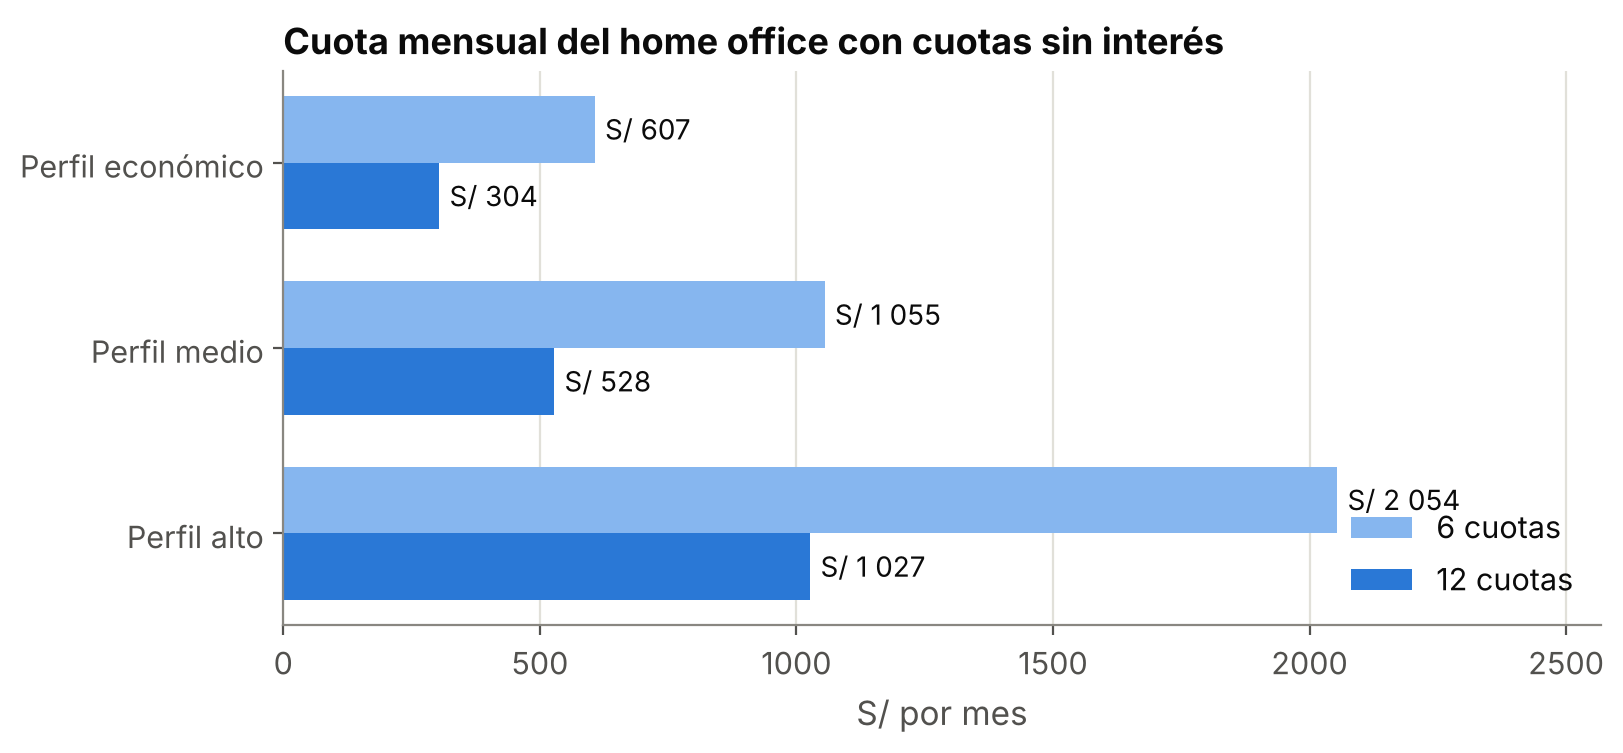 Cuota mensual del home office con cuotas sin interés
S/ 607
Perfil económico
S/ 304
S/ 1 055
Perfil medio
S/ 528
S/ 2 054
6 cuotas
Perfil alto
S/ 1 027
12 cuotas
0 500 1000 1500 2000 2500
S/ por mes